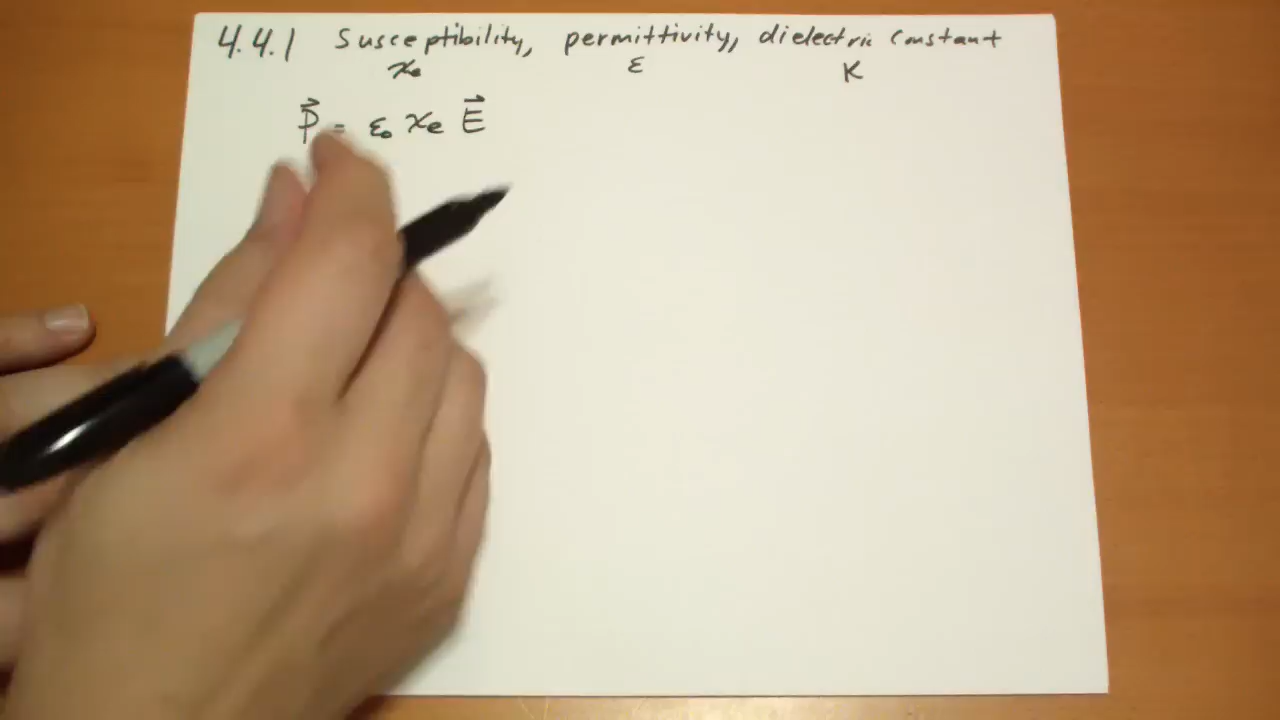 4.4.1 Susceptibility, permittivity, dielectric constant
χe ε K
P⃗ = ε₀ χe E⃗